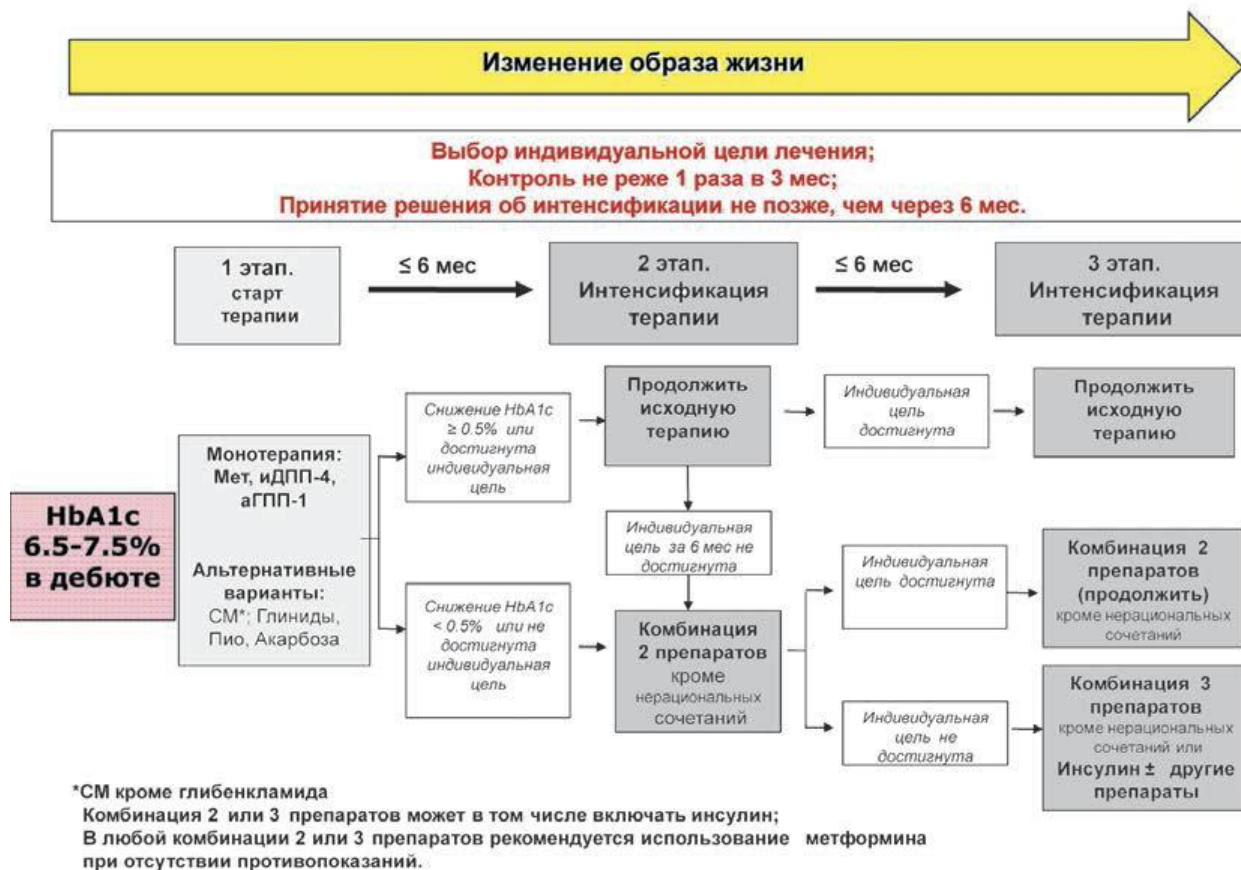 Изменение образа жизни
Выбор индивидуальной цели лечения;
Контроль не реже 1 раза в 3 мес;
Принятие решения об интенсификации не позже, чем через 6 мес.
1 этап.
старт
терапии
≤ 6 мес
2 этап.
Интенсификация
терапии
≤ 6 мес
3 этап.
Интенсификация
терапии
HbA1c
6.5-7.5%
в дебюте
Монотерапия:
Мет, иДПП-4,
аГПП-1
Альтернативные
варианты:
СМ*; Глиниды,
Пио, Акарбоза
Снижение HbA1c
≥ 0.5% или
достигнута
индивидуальная
цель
Продолжить
исходную
терапию
Индивидуальная
цель
достигнута
Продолжить
исходную
терапию
Индивидуальная
цель за 6 мес не
достигнута
Снижение HbA1c
< 0.5% или не
достигнута
индивидуальная
цель
Комбинация
2 препаратов
кроме
нерациональных
сочетаний
Индивидуальная
цель достигнута
Комбинация 2
препаратов
(продолжить)
кроме нерациональных
сочетаний
Индивидуальная
цель не
достигнута
Комбинация 3
препаратов
кроме нерациональных
сочетаний или
Инсулин ± другие
препараты
*СМ кроме глибенкламида
Комбинация 2 или 3 препаратов может в том числе включать инсулин;
В любой комбинации 2 или 3 препаратов рекомендуется использование метформина
при отсутствии противопоказаний.